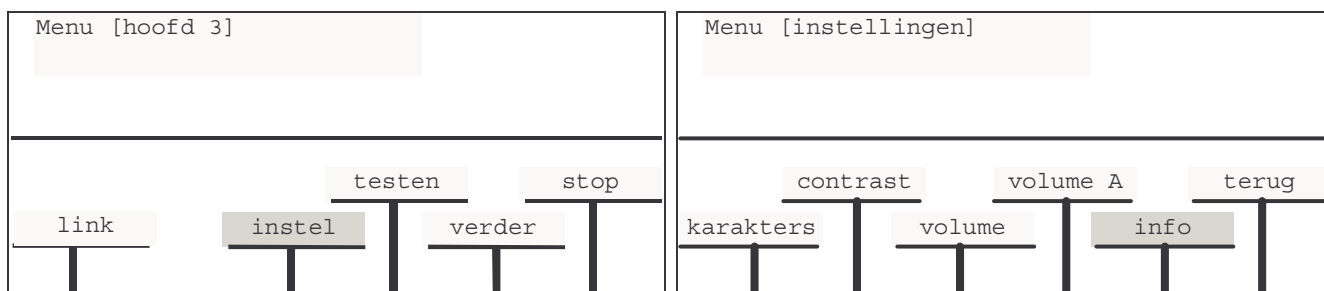 Menu [hoofd 3]
testen stop
link instel verder
Menu [instellingen]
contrast volume A terug
karakters volume info